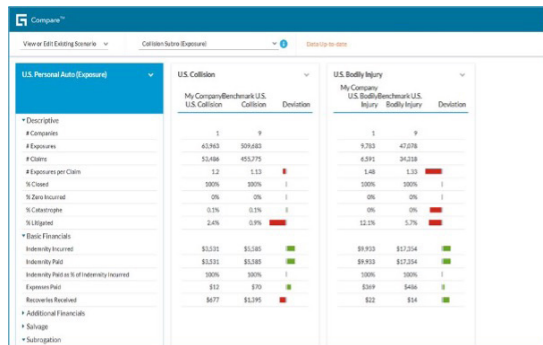 Compare™
View or Edit Existing Scenario
Collision Subro (Exposure)
Data Up-to-date
U.S. Personal Auto (Exposure)
U.S. Collision
U.S. Bodily Injury
My Company Benchmark U.S.
U.S. Collision Collision Deviation
My Company
U.S. Bodily Benchmark U.S.
Injury Bodily Injury Deviation
Descriptive
# Companies 1 9 1 9
# Exposures 63,963 509,683 9,783 47,078
# Claims 53,486 455,775 6,591 34,318
# Exposures per Claim 1.2 1.13 1.48 1.33
% Closed 100% 100% 100% 100%
% Zero Incurred 0% 0% 0% 0%
% Catastrophe 0.1% 0.1% 0% 0%
% Litigated 2.4% 0.9% 12.1% 5.7%
Basic Financials
Indemnity Incurred $3,531 $5,585 $9,933 $17,354
Indemnity Paid $3,531 $5,585 $9,933 $17,354
Indemnity Paid as % of Indemnity Incurred 100% 100% 100% 100%
Expenses Paid $12 $70 $369 $406
Recoveries Received $677 $1,395 $22 $14
Additional Financials
Salvage
Subrogation